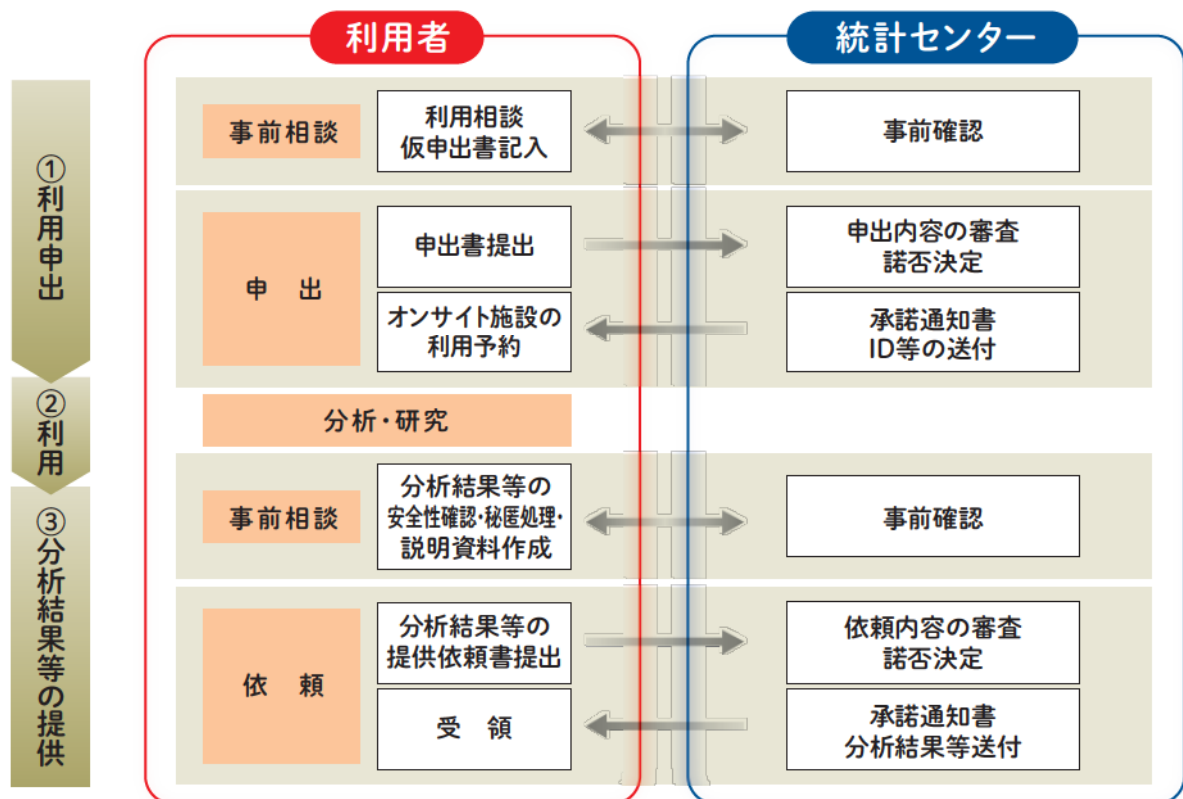 利用者
統計センター
①利用申出
事前相談
利用相談
仮申出書記入
事前確認
申 出
申出書提出
申出内容の審査
諾否決定
オンサイト施設の
利用予約
承諾通知書
ID等の送付
②利用
分析・研究
③分析結果等の提供
事前相談
分析結果等の
安全性確認・秘匿処理・
説明資料作成
事前確認
依 頼
分析結果等の
提供依頼書提出
依頼内容の審査
諾否決定
受 領
承諾通知書
分析結果等送付